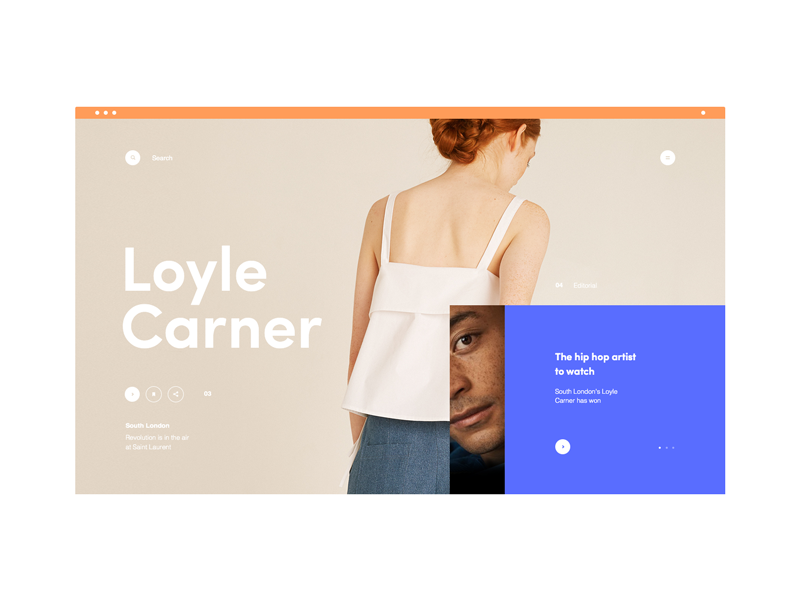 Search
Loyle
Carner
04 Editorial
The hip hop artist
to watch
South London's Loyle
Carner has won
03
South London
Revolution is in the air
at Saint Laurent